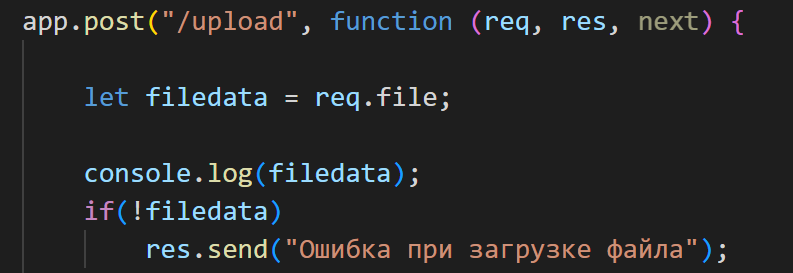 app.post("/upload", function (req, res, next) {
let filedata = req.file;
console.log(filedata);
if(!filedata)
res.send("Ошибка при загрузке файла");